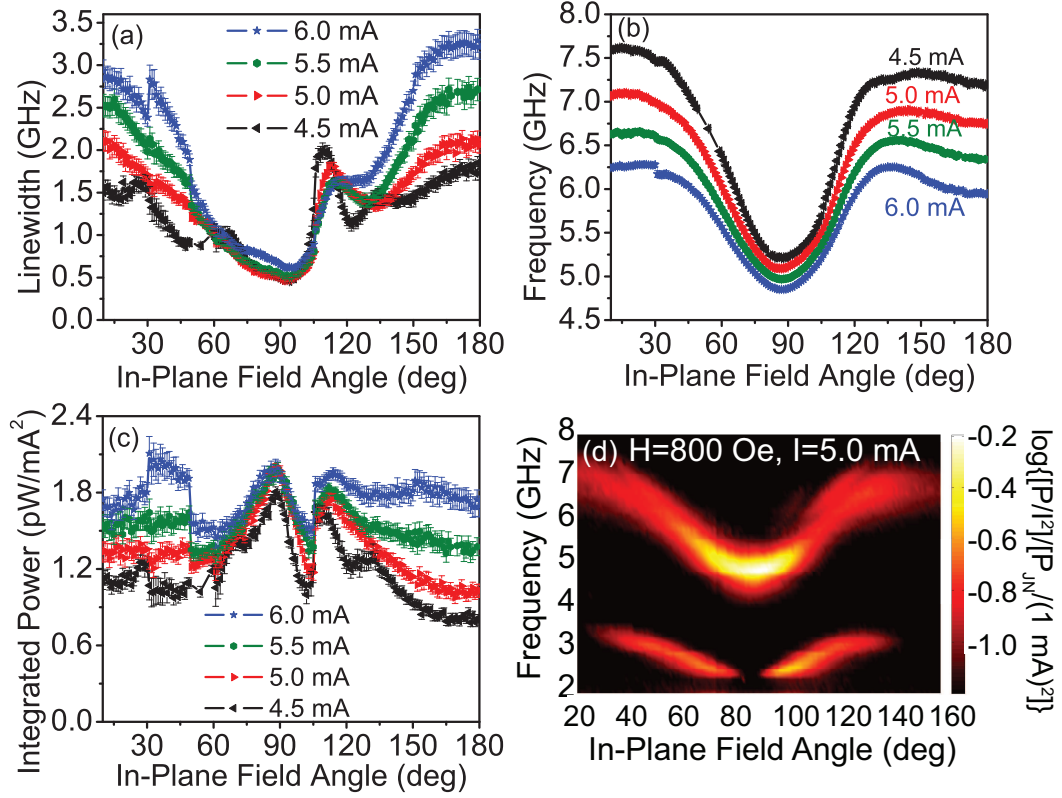 (a)
6.0 mA
5.5 mA
5.0 mA
4.5 mA
Linewidth (GHz)
3.5
3.0
2.5
2.0
1.5
1.0
0.5
0.0
30 60 90 120 150 180
In-Plane Field Angle (deg)
(b)
4.5 mA
5.0 mA
5.5 mA
6.0 mA
Frequency (GHz)
8.0
7.5
7.0
6.5
6.0
5.5
5.0
4.5
30 60 90 120 150 180
In-Plane Field Angle (deg)
(c)
6.0 mA
5.5 mA
5.0 mA
4.5 mA
Integrated Power (pW/mA²)
2.4
1.8
1.2
0.6
0.0
30 60 90 120 150 180
In-Plane Field Angle (deg)
(d) H=800 Oe, I=5.0 mA
Frequency (GHz)
8
7
6
5
4
3
2
20 40 60 80 100 120 140 160
In-Plane Field Angle (deg)
-0.2
-0.4
-0.6
-0.8
-1.0
log{[P/I²]/[P_JN/(1 mA)²]}